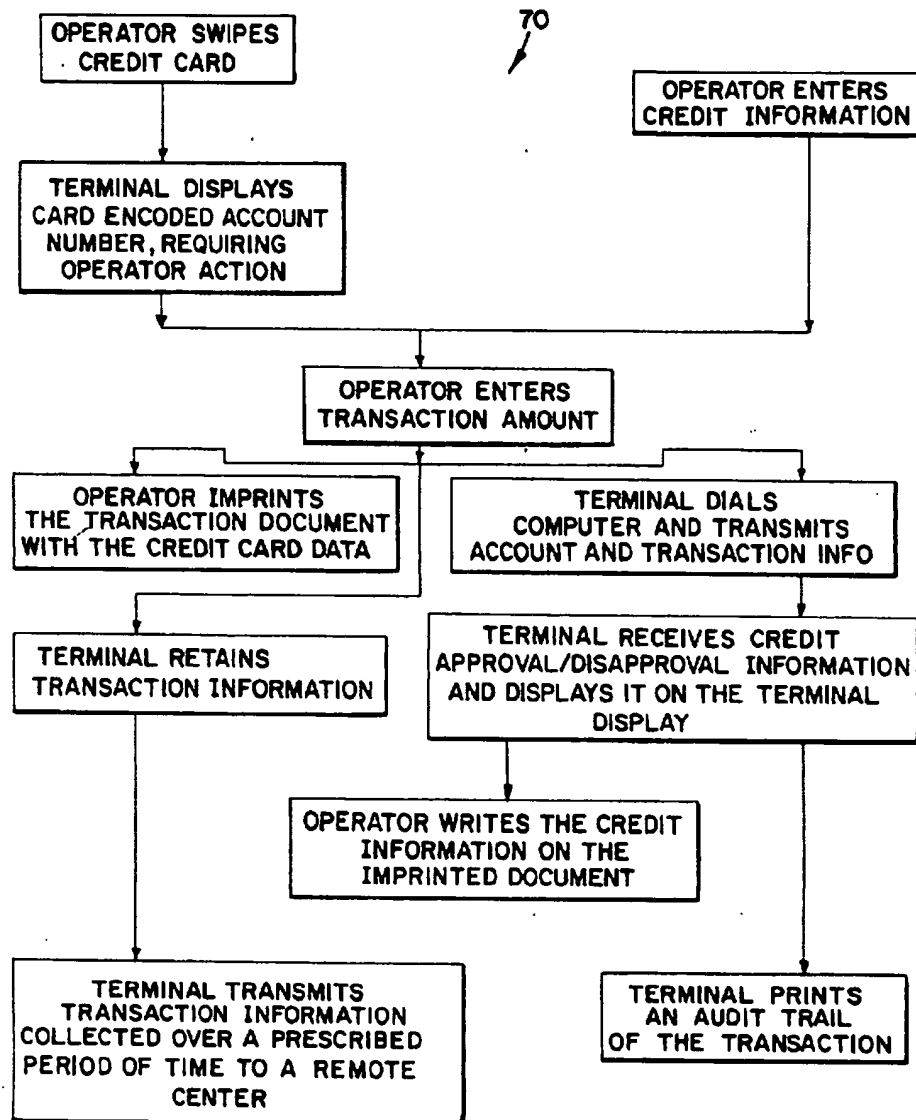 70
OPERATOR SWIPES
CREDIT CARD
OPERATOR ENTERS
CREDIT INFORMATION
TERMINAL DISPLAYS
CARD ENCODED ACCOUNT
NUMBER, REQUIRING
OPERATOR ACTION
OPERATOR ENTERS
TRANSACTION AMOUNT
OPERATOR IMPRINTS
THE TRANSACTION DOCUMENT
WITH THE CREDIT CARD DATA
TERMINAL DIALS
COMPUTER AND TRANSMITS
ACCOUNT AND TRANSACTION INFO
TERMINAL RETAINS
TRANSACTION INFORMATION
TERMINAL RECEIVES CREDIT
APPROVAL/DISAPPROVAL INFORMATION
AND DISPLAYS IT ON THE TERMINAL
DISPLAY
OPERATOR WRITES THE CREDIT
INFORMATION ON THE
IMPRINTED DOCUMENT
TERMINAL TRANSMITS
TRANSACTION INFORMATION
COLLECTED OVER A PRESCRIBED
PERIOD OF TIME TO A REMOTE
CENTER
TERMINAL PRINTS
AN AUDIT TRAIL
OF THE TRANSACTION